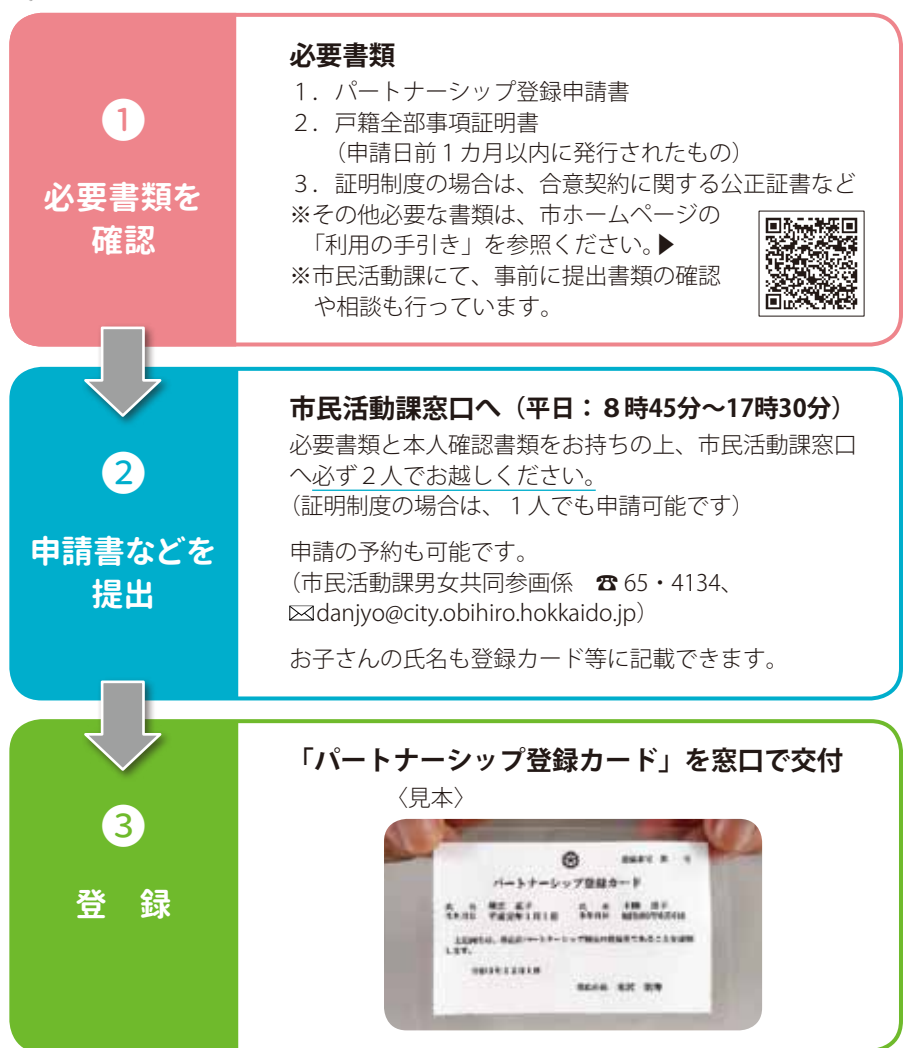 1
必要書類を
確認
必要書類
１．パートナーシップ登録申請書
２．戸籍全部事項証明書
（申請日前１カ月以内に発行されたもの）
３．証明制度の場合は、合意契約に関する公正証書など
※その他必要な書類は、市ホームページの
「利用の手引き」を参照ください。▶
※市民活動課にて、事前に提出書類の確認
や相談も行っています。
2
申請書などを
提出
市民活動課窓口へ（平日：８時45分～17時30分）
必要書類と本人確認書類をお持ちの上、市民活動課窓口
へ必ず２人でお越しください。
（証明制度の場合は、１人でも申請可能です）
申請の予約も可能です。
（市民活動課男女共同参画係　☎65・4134、
✉danjyo@city.obihiro.hokkaido.jp）
お子さんの氏名も登録カード等に記載できます。
3
登　録
「パートナーシップ登録カード」を窓口で交付
〈見本〉
パートナーシップ登録カード